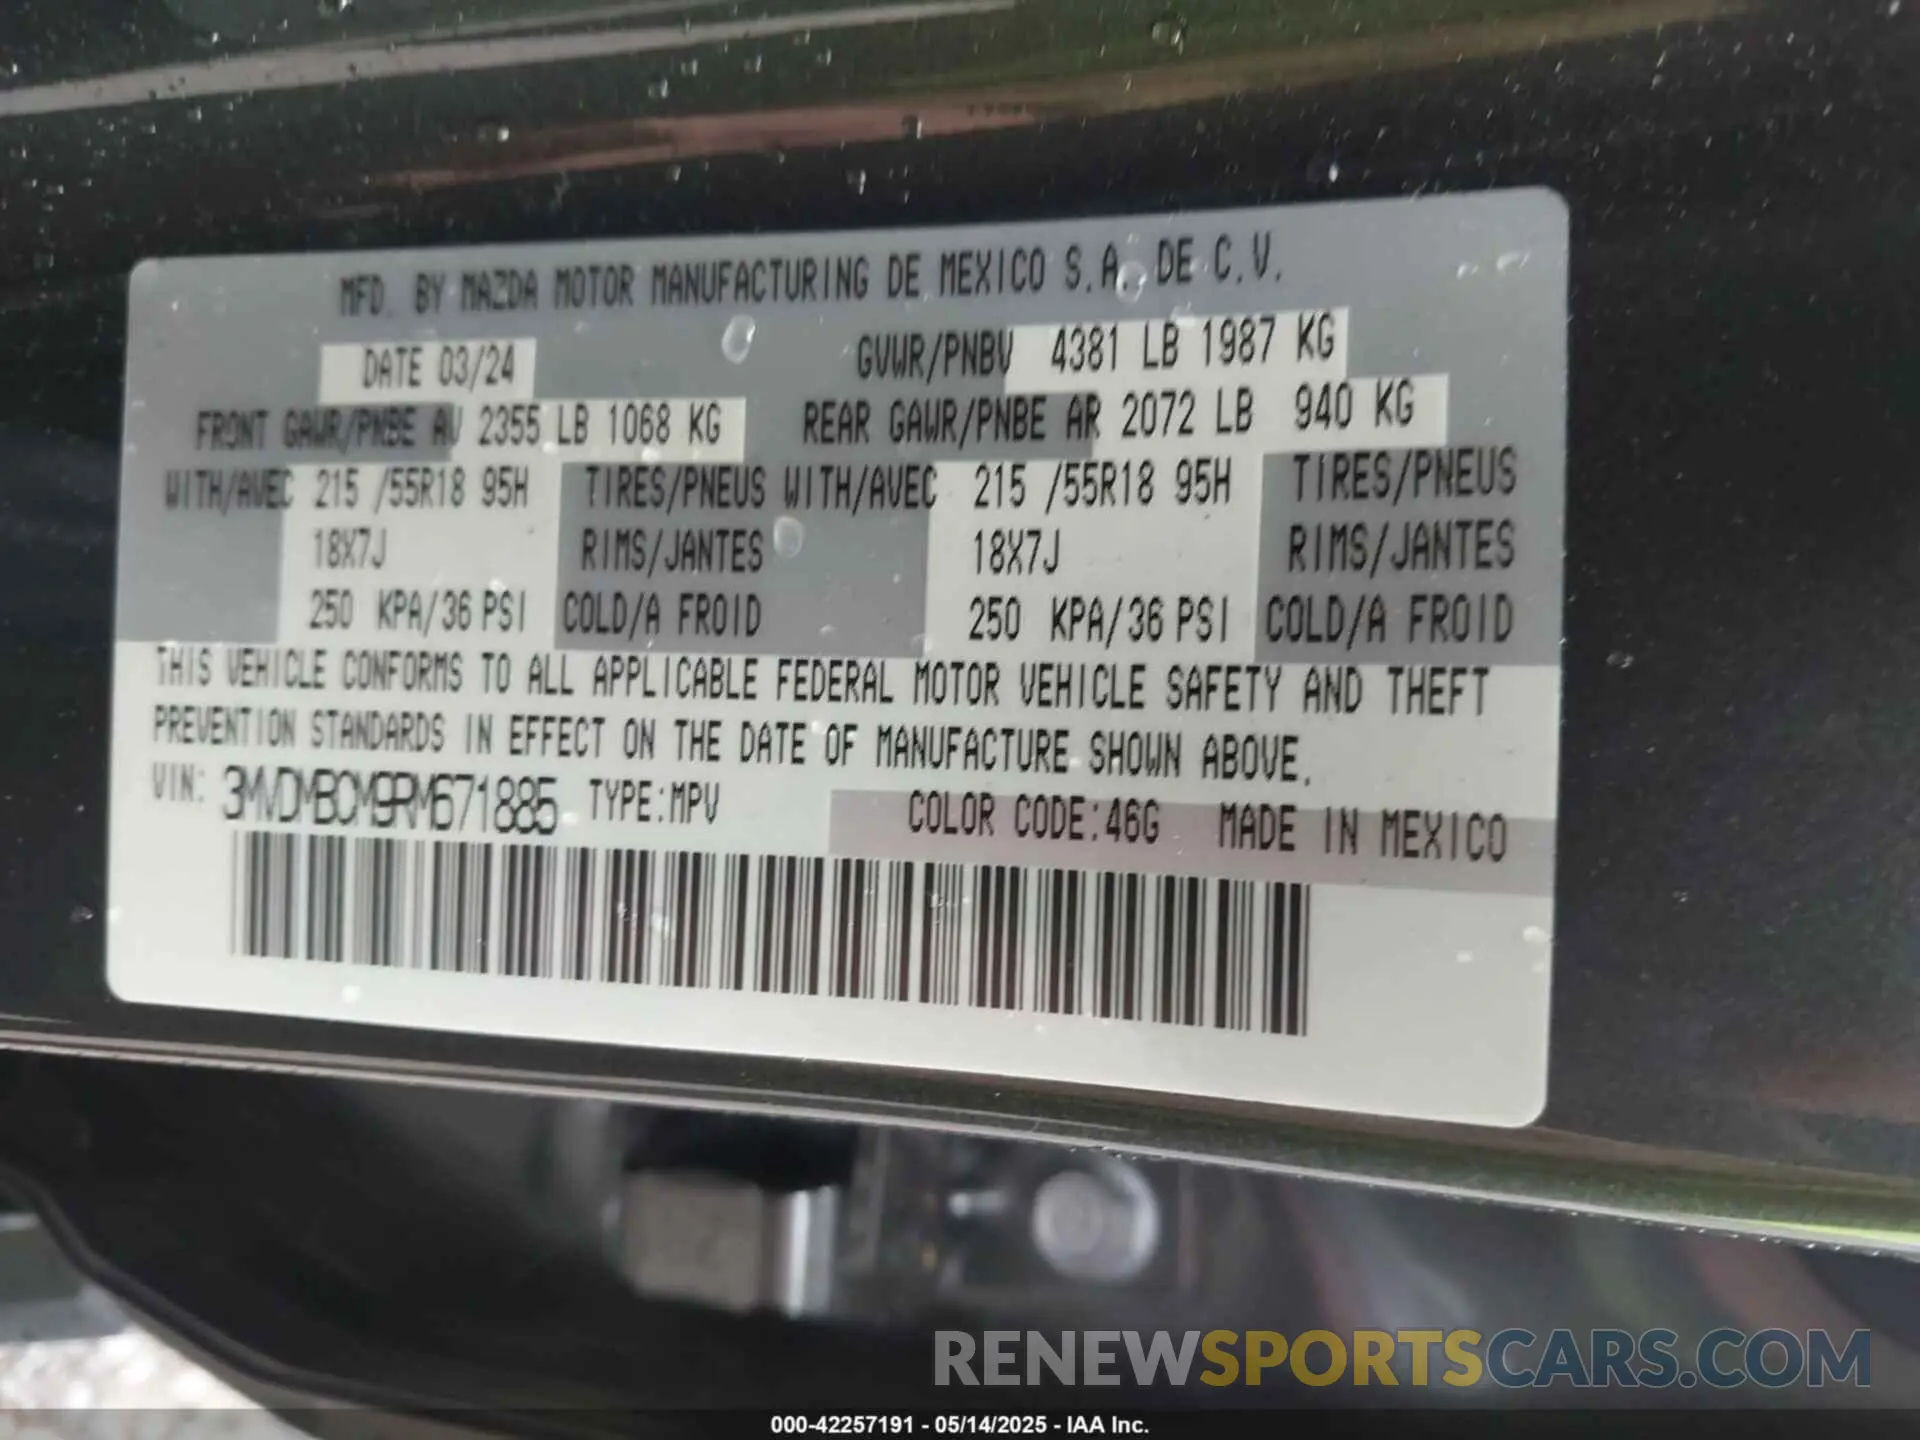 MFD. BY MAZDA MOTOR MANUFACTURING DE MEXICO S.A. DE C.V.
DATE 03/24 GVWR/PNBV 4381 LB 1987 KG
FRONT GAWR/PNBE AV 2355 LB 1068 KG REAR GAWR/PNBE AR 2072 LB 940 KG
WITH/AVEC 215 /55R18 95H TIRES/PNEUS WITH/AVEC 215 /55R18 95H TIRES/PNEUS
18X7J RIMS/JANTES 18X7J RIMS/JANTES
250 KPA/36 PSI COLD/A FROID 250 KPA/36 PSI COLD/A FROID
THIS VEHICLE CONFORMS TO ALL APPLICABLE FEDERAL MOTOR VEHICLE SAFETY AND THEFT
PREVENTION STANDARDS IN EFFECT ON THE DATE OF MANUFACTURE SHOWN ABOVE.
VIN: 3MVDMBCM9RM671885 TYPE:MPV COLOR CODE:46G MADE IN MEXICO
RENEWSPORTSCARS.COM
000-42257191 - 05/14/2025 - IAA Inc.